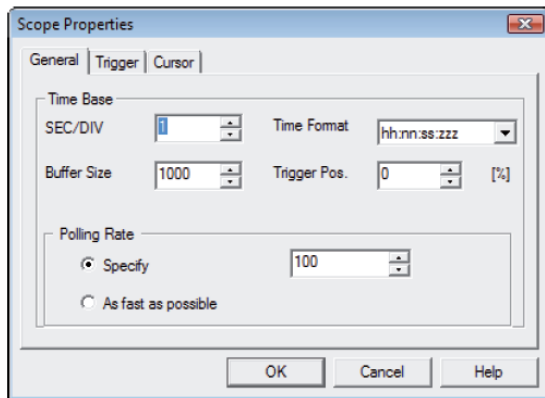 Scope Properties
General Trigger Cursor
Time Base
SEC/DIV 1 Time Format hh:nn:ss:zzz
Buffer Size 1000 Trigger Pos. 0 [%]
Polling Rate
Specify 100
As fast as possible
OK Cancel Help